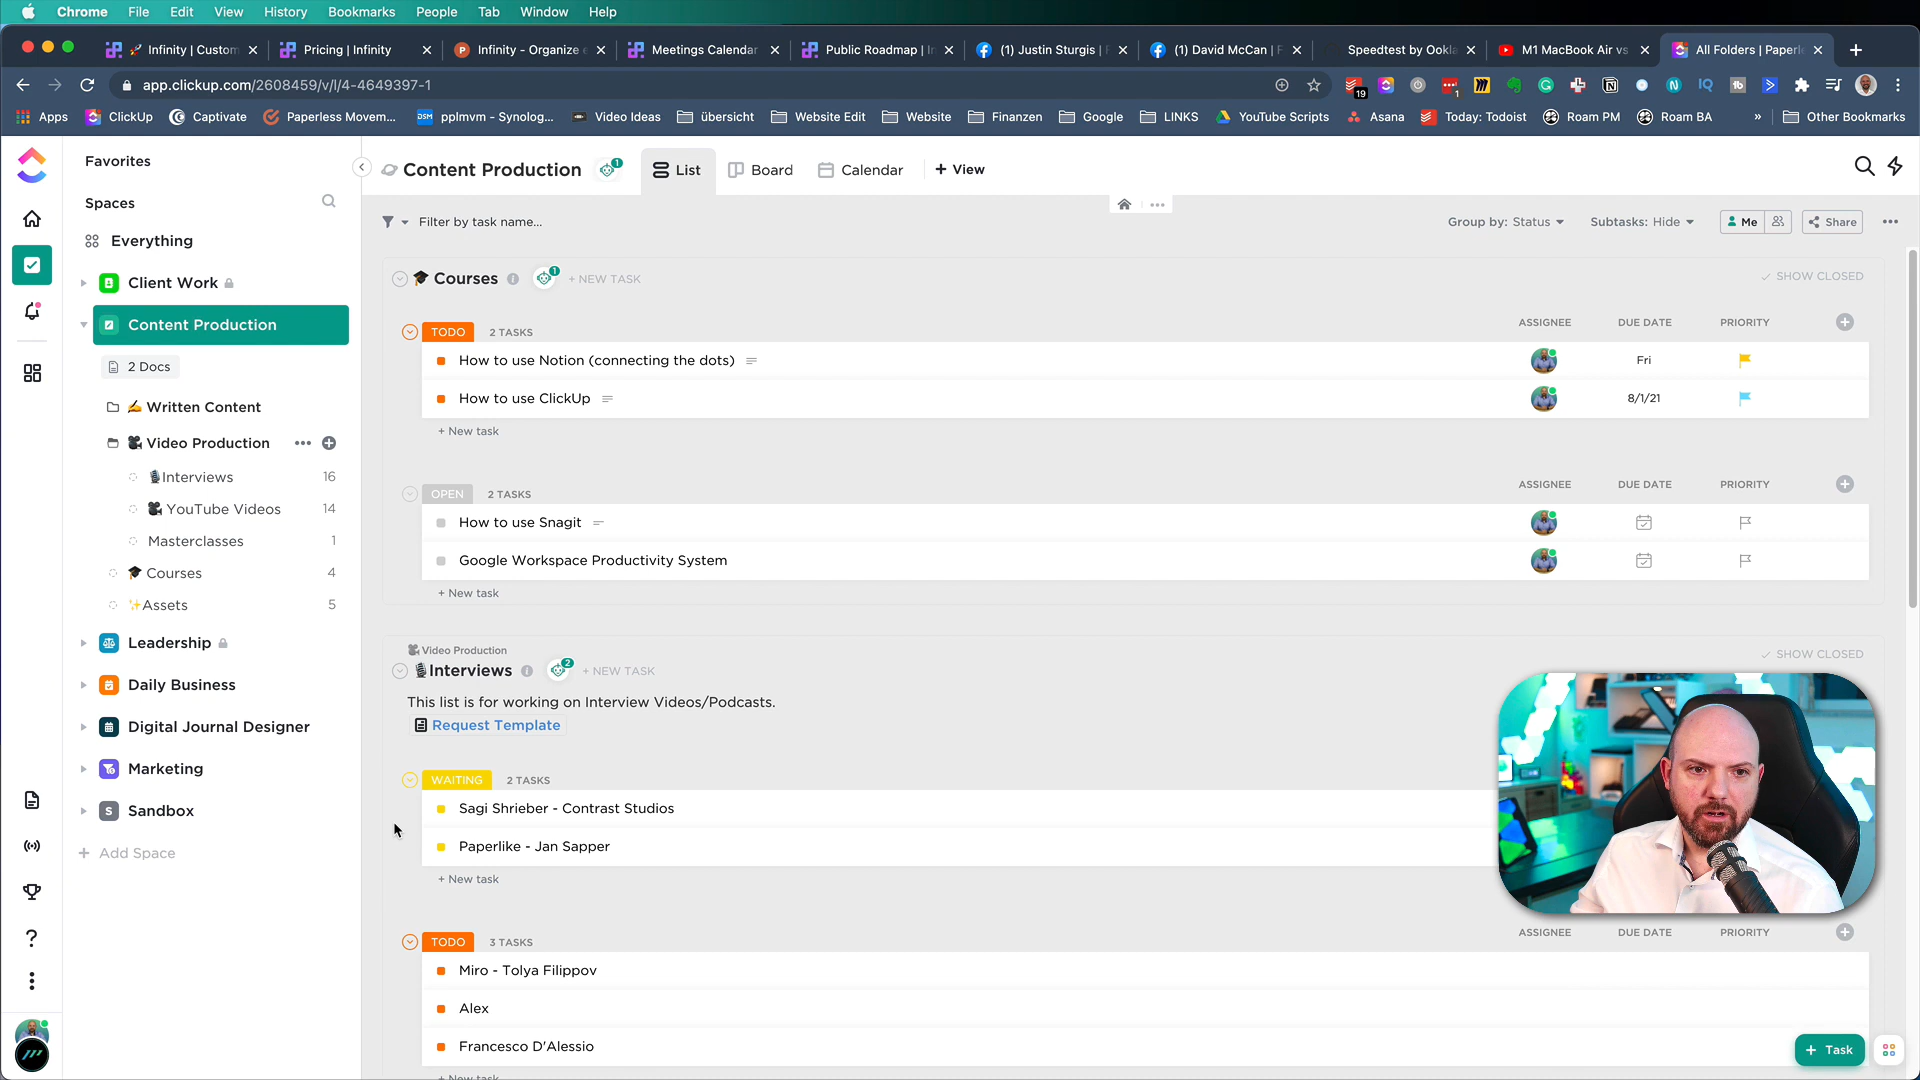 Chrome File Edit View History Bookmarks People Tab Window Help
Infinity | Custom
Pricing | Infinity
Infinity - Organize e
Meetings Calendar
Public Roadmap | In
(1) Justin Sturgis | F
(1) David McCan | F
Speedtest by Ookla
M1 MacBook Air vs
All Folders | Paperle
app.clickup.com/2608459/v/l/4-4649397-1
19
1
Apps ClickUp Captivate Paperless Movem... DSM pplmvm - Synolog... Video Ideas übersicht Website Edit Website Finanzen Google LINKS YouTube Scripts Asana Today: Todoist Roam PM Roam BA » Other Bookmarks
Favorites
Spaces
Everything
Client Work
Content Production
2 Docs
Written Content
Video Production
Interviews 16
YouTube Videos 14
Masterclasses 1
Courses 4
Assets 5
Leadership
Daily Business
Digital Journal Designer
Marketing
S Sandbox
+ Add Space
Content Production 1 List Board Calendar + View
Filter by task name...
Group by: Status Subtasks: Hide Me Share
Courses 1 + NEW TASK SHOW CLOSED
TODO 2 TASKS ASSIGNEE DUE DATE PRIORITY
How to use Notion (connecting the dots) Fri
How to use ClickUp 8/1/21
+ New task
OPEN 2 TASKS ASSIGNEE DUE DATE PRIORITY
How to use Snagit
Google Workspace Productivity System
+ New task
Video Production
Interviews 2 + NEW TASK SHOW CLOSED
This list is for working on Interview Videos/Podcasts.
Request Template
WAITING 2 TASKS
Sagi Shrieber - Contrast Studios
Paperlike - Jan Sapper
+ New task
TODO 3 TASKS ASSIGNEE DUE DATE PRIORITY
Miro - Tolya Filippov
Alex
Francesco D'Alessio
+ New task
+ Task